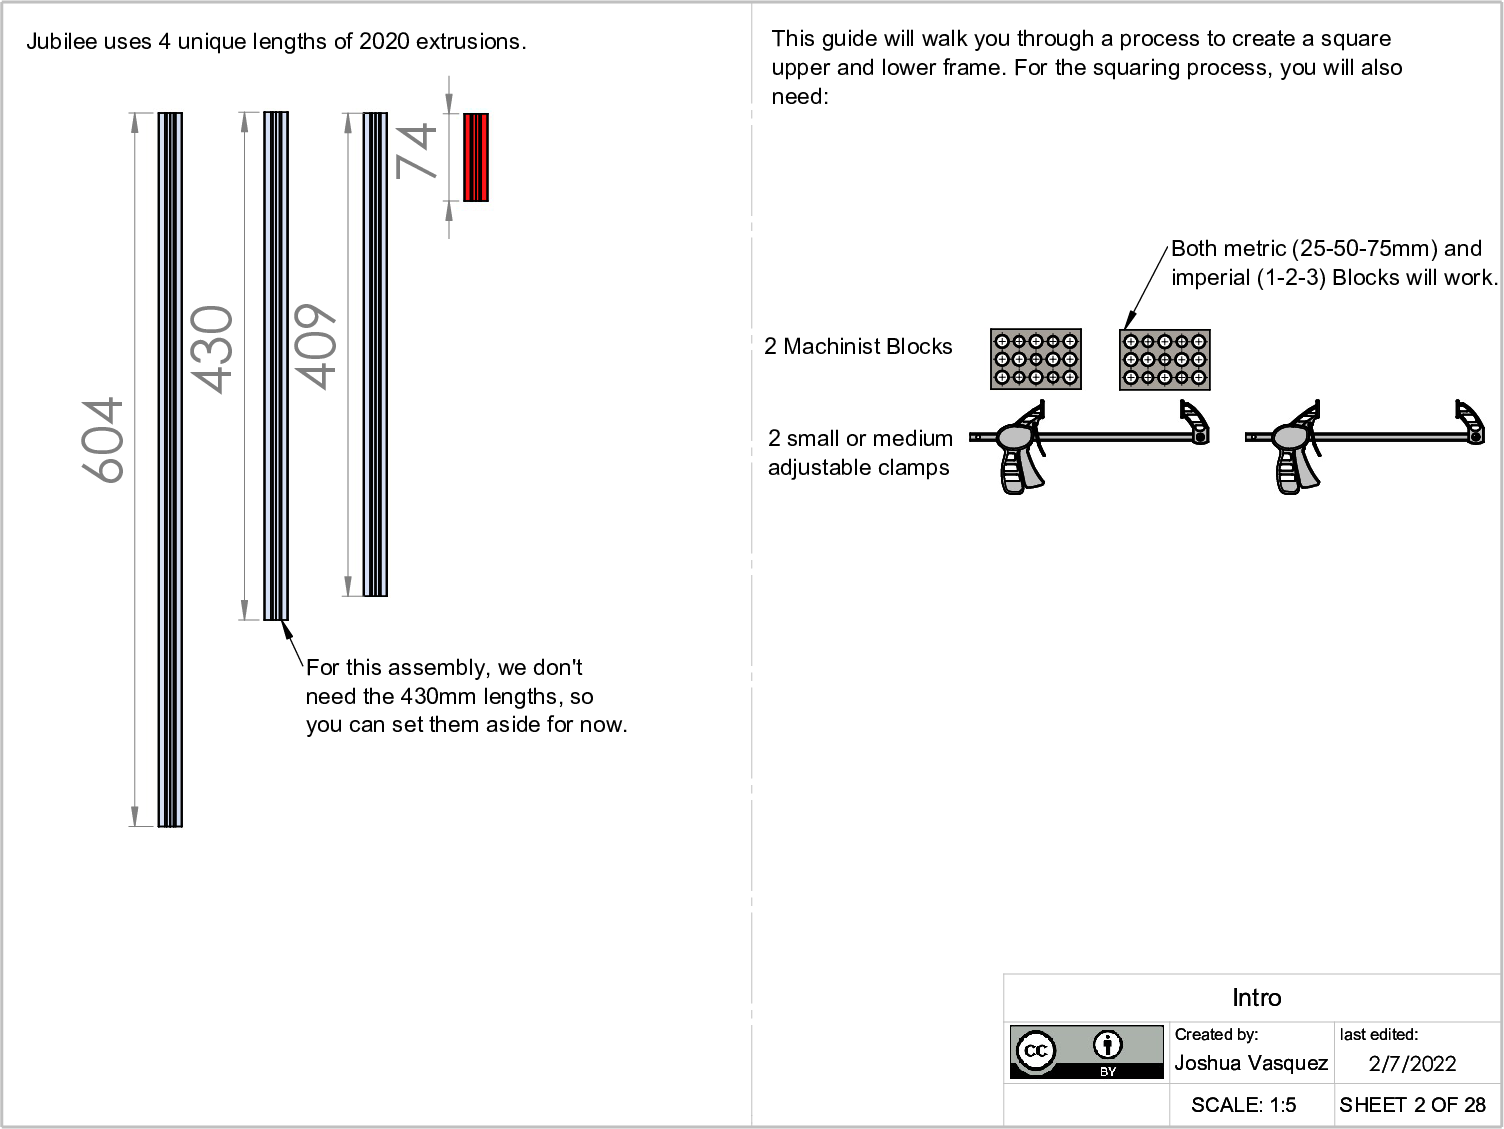 Jubilee uses 4 unique lengths of 2020 extrusions.
604
430
409
74
For this assembly, we don't
need the 430mm lengths, so
you can set them aside for now.
This guide will walk you through a process to create a square
upper and lower frame. For the squaring process, you will also
need:
Both metric (25-50-75mm) and
imperial (1-2-3) Blocks will work.
2 Machinist Blocks
2 small or medium
adjustable clamps
Intro
cc
BY
Created by:
Joshua Vasquez
last edited:
2/7/2022
SCALE: 1:5
SHEET 2 OF 28